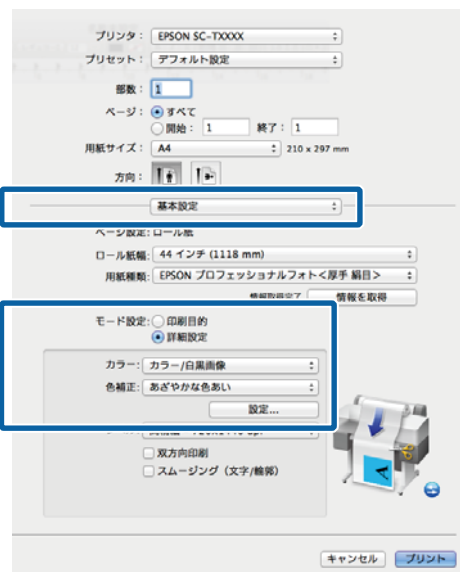 プリンタ： EPSON SC-TXXXX
プリセット： デフォルト設定
部数： 1
ページ： すべて
開始： 1 終了： 1
用紙サイズ： A4 210 x 297 mm
方向：
基本設定
ページ設定: ロール紙
ロール紙幅: 44 インチ (1118 mm)
用紙種類: EPSON プロフェッショナルフォト<厚手 絹目>
情報取得完了 情報を取得
モード設定: 印刷目的
詳細設定
カラー: カラー/白黒画像
色補正: あざやかな色あい
設定...
双方向印刷
スムージング（文字/輪郭）
キャンセル プリント